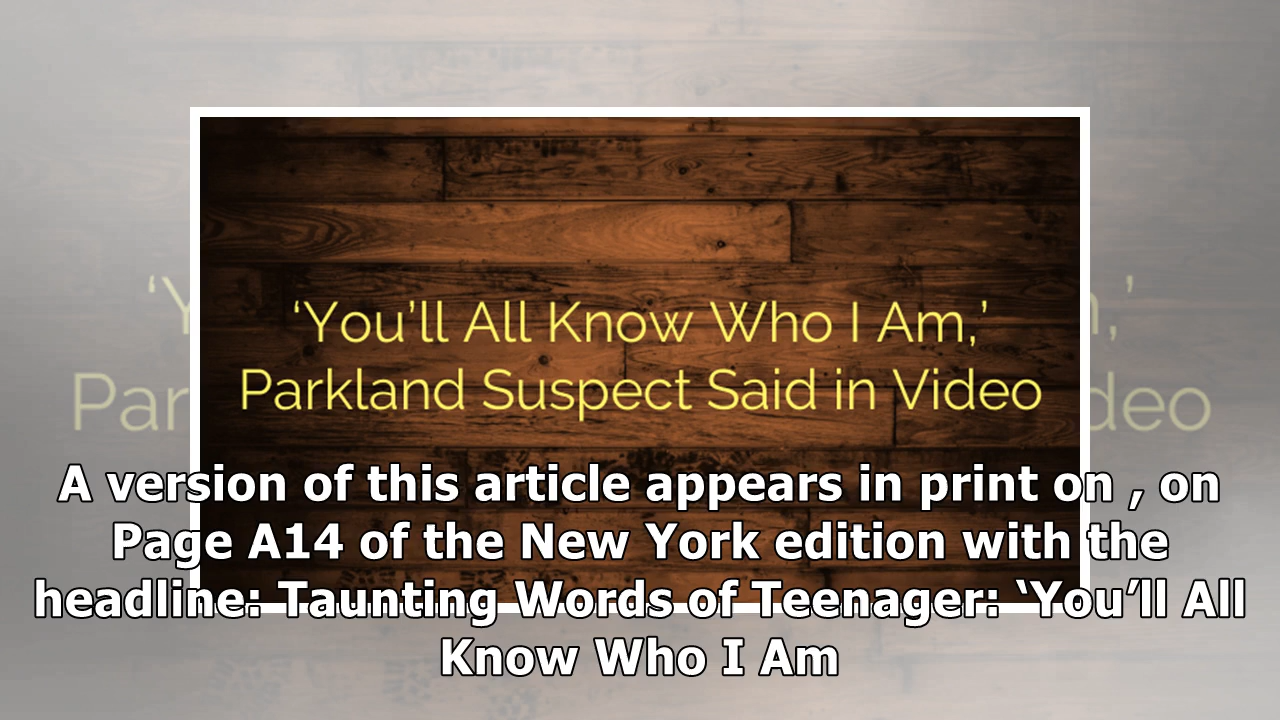 ‘You’ll All Know Who I Am,’
Parkland Suspect Said in Video
A version of this article appears in print on , on
Page A14 of the New York edition with the
headline: Taunting Words of Teenager: ‘You’ll All
Know Who I Am